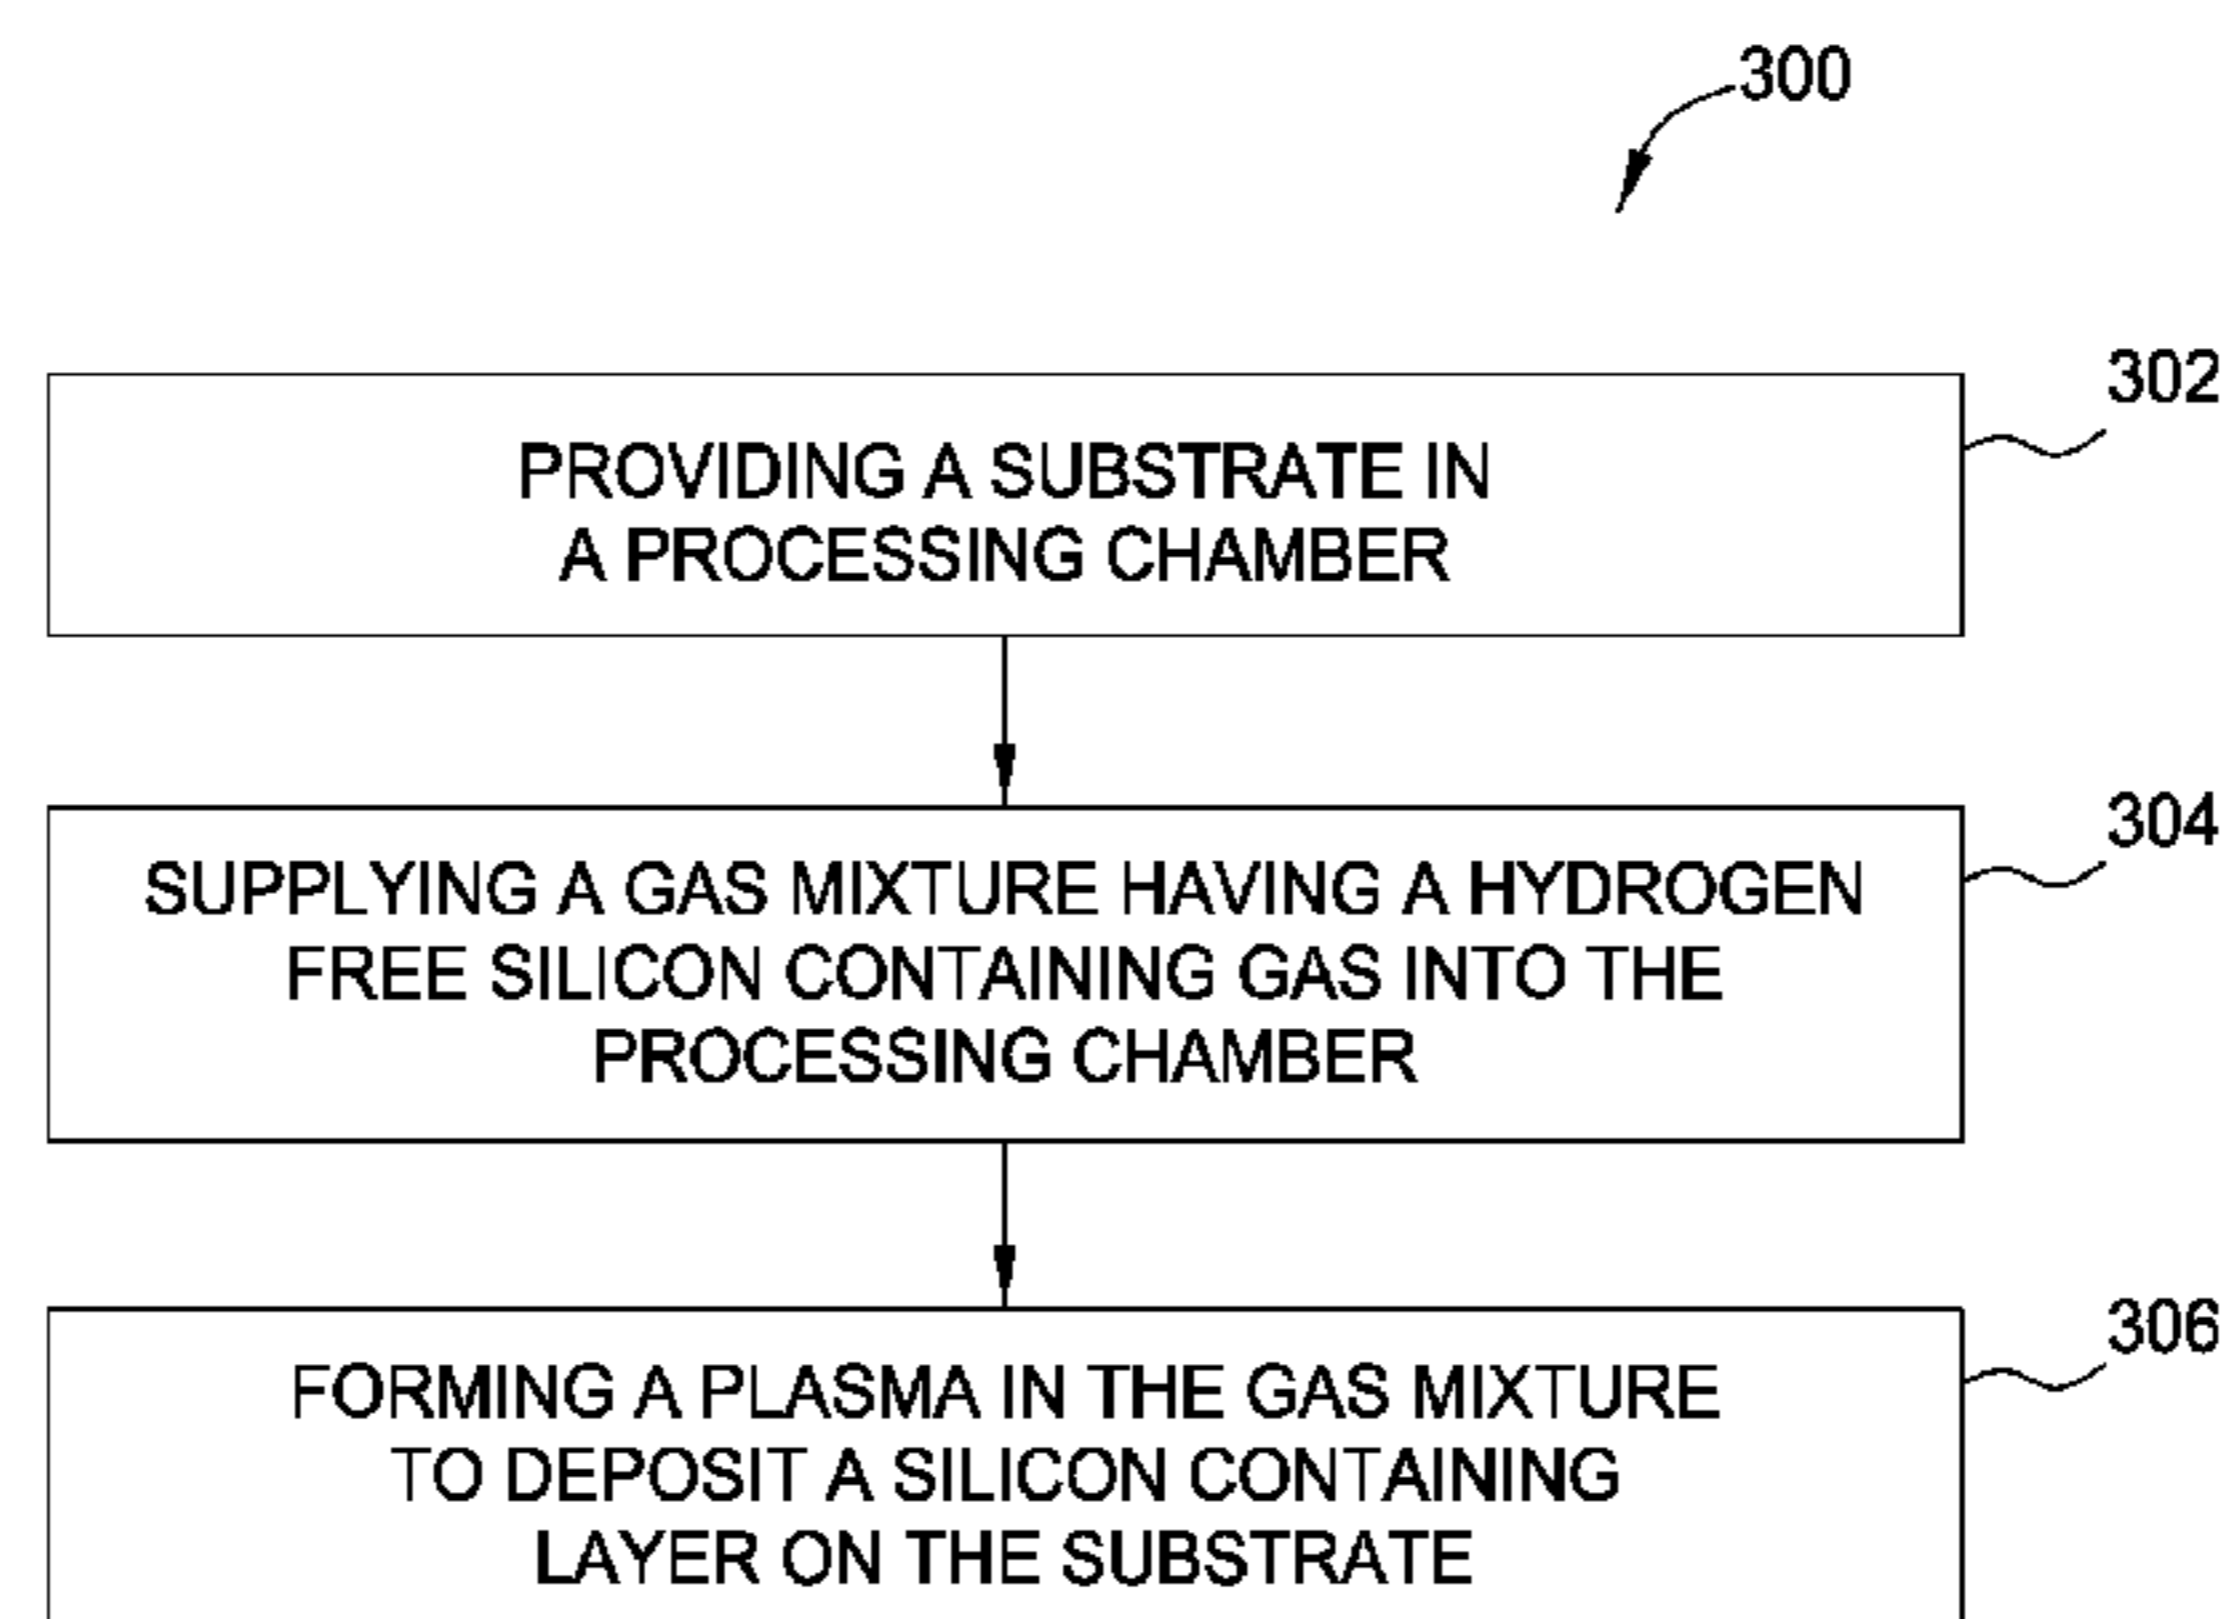 300
302
PROVIDING A SUBSTRATE IN
A PROCESSING CHAMBER
304
SUPPLYING A GAS MIXTURE HAVING A HYDROGEN
FREE SILICON CONTAINING GAS INTO THE
PROCESSING CHAMBER
306
FORMING A PLASMA IN THE GAS MIXTURE
TO DEPOSIT A SILICON CONTAINING
LAYER ON THE SUBSTRATE